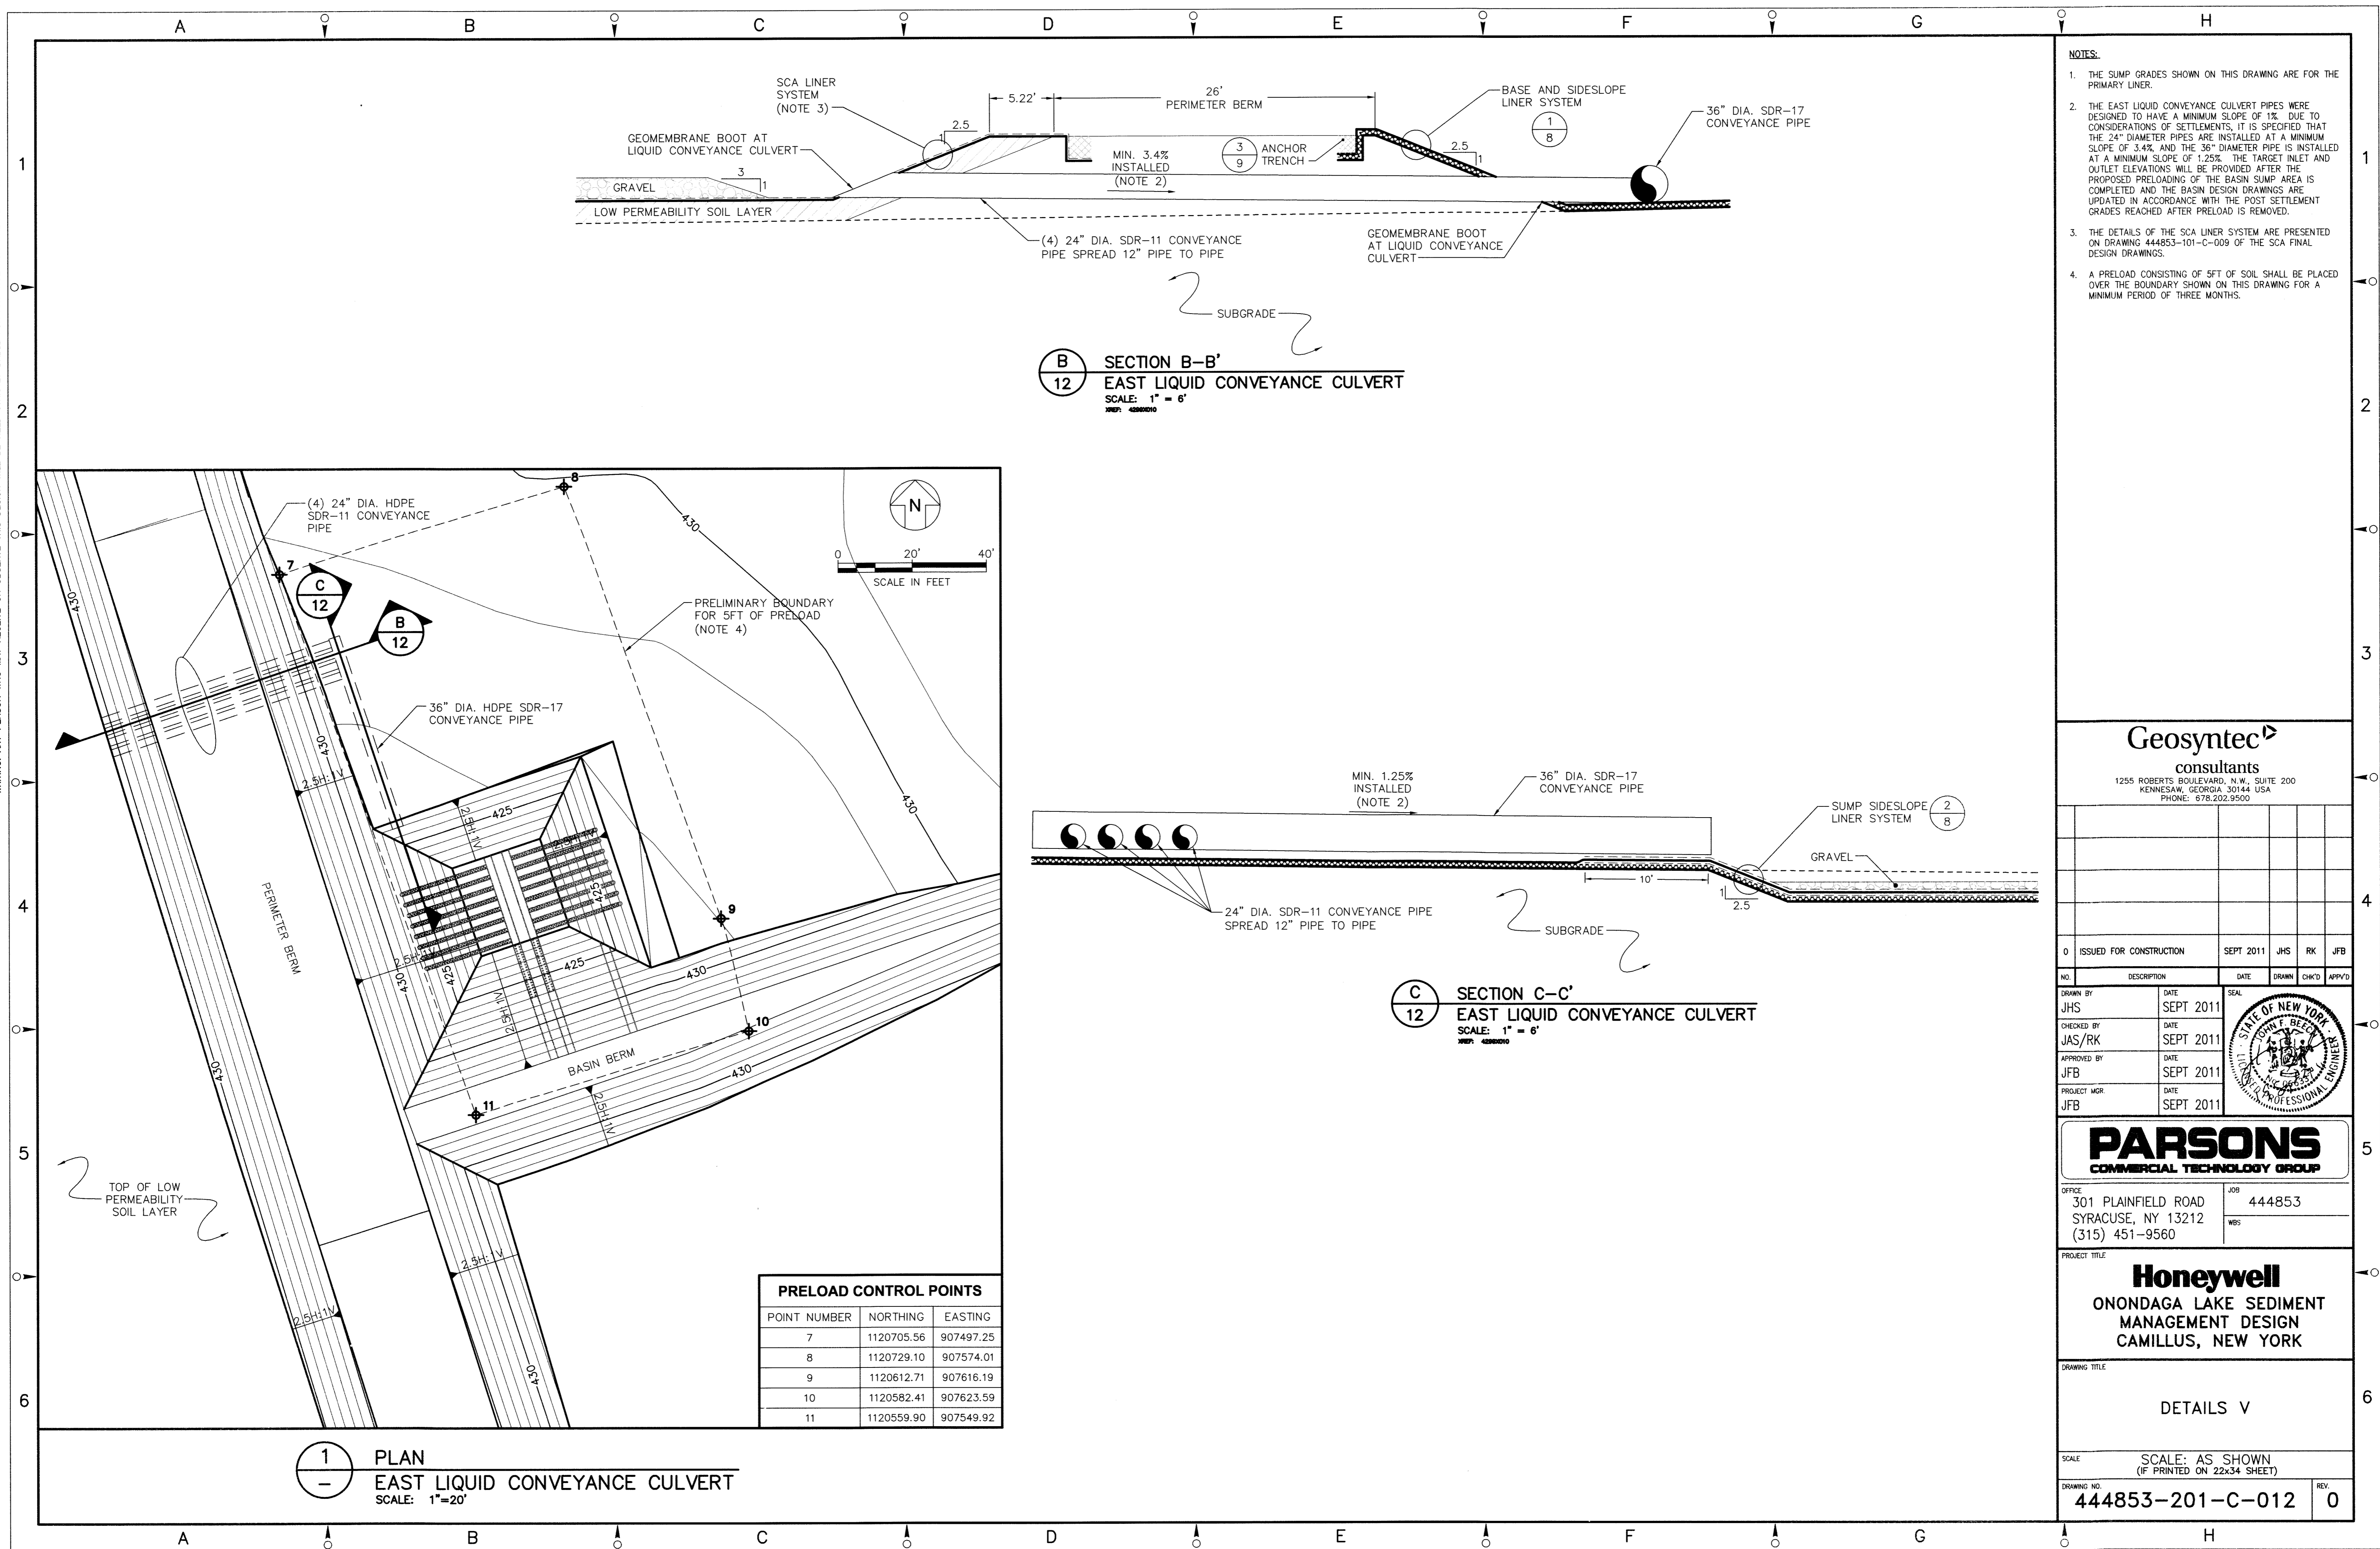 A B C D E F G H
1
2
3
4
5
6
SCA LINER
SYSTEM
(NOTE 3)
5.22'
26'
PERIMETER BERM
BASE AND SIDESLOPE
LINER SYSTEM
1
8
36" DIA. SDR-17
CONVEYANCE PIPE
GEOMEMBRANE BOOT AT
LIQUID CONVEYANCE CULVERT
2.5
1
3
9
ANCHOR
TRENCH
2.5
1
MIN. 3.4%
INSTALLED
(NOTE 2)
3
1
GRAVEL
LOW PERMEABILITY SOIL LAYER
(4) 24" DIA. SDR-11 CONVEYANCE
PIPE SPREAD 12" PIPE TO PIPE
GEOMEMBRANE BOOT
AT LIQUID CONVEYANCE
CULVERT
SUBGRADE
B
12
SECTION B-B'
EAST LIQUID CONVEYANCE CULVERT
SCALE: 1" = 6'
XREF: 4298X010
(4) 24" DIA. HDPE
SDR-11 CONVEYANCE
PIPE
8
N
430
0 20' 40'
SCALE IN FEET
7
C
12
B
12
430
PRELIMINARY BOUNDARY
FOR 5FT OF PRELOAD
(NOTE 4)
36" DIA. HDPE SDR-17
CONVEYANCE PIPE
430
2.5H:1V
425
2.5H:1V
430
2.5H:1V
425
PERIMETER BERM
9
2.5H:1V
430
425
425
430
2.5H:1V
10
BASIN BERM
430
430
11
2.5H:1V
TOP OF LOW
PERMEABILITY
SOIL LAYER
2.5H:1V
2.5H:1V
430
PRELOAD CONTROL POINTS
POINT NUMBER NORTHING EASTING
7 1120705.56 907497.25
8 1120729.10 907574.01
9 1120612.71 907616.19
10 1120582.41 907623.59
11 1120559.90 907549.92
1
–
PLAN
EAST LIQUID CONVEYANCE CULVERT
SCALE: 1"=20'
MIN. 1.25%
INSTALLED
(NOTE 2)
36" DIA. SDR-17
CONVEYANCE PIPE
SUMP SIDESLOPE
LINER SYSTEM
2
8
GRAVEL
10'
1
2.5
24" DIA. SDR-11 CONVEYANCE PIPE
SPREAD 12" PIPE TO PIPE
SUBGRADE
C
12
SECTION C-C'
EAST LIQUID CONVEYANCE CULVERT
SCALE: 1" = 6'
XREF: 4298X010
NOTES:
1. THE SUMP GRADES SHOWN ON THIS DRAWING ARE FOR THE
PRIMARY LINER.
2. THE EAST LIQUID CONVEYANCE CULVERT PIPES WERE
DESIGNED TO HAVE A MINIMUM SLOPE OF 1%. DUE TO
CONSIDERATIONS OF SETTLEMENTS, IT IS SPECIFIED THAT
THE 24" DIAMETER PIPES ARE INSTALLED AT A MINIMUM
SLOPE OF 3.4%, AND THE 36" DIAMETER PIPE IS INSTALLED
AT A MINIMUM SLOPE OF 1.25%. THE TARGET INLET AND
OUTLET ELEVATIONS WILL BE PROVIDED AFTER THE
PROPOSED PRELOADING OF THE BASIN SUMP AREA IS
COMPLETED AND THE BASIN DESIGN DRAWINGS ARE
UPDATED IN ACCORDANCE WITH THE POST SETTLEMENT
GRADES REACHED AFTER PRELOAD IS REMOVED.
3. THE DETAILS OF THE SCA LINER SYSTEM ARE PRESENTED
ON DRAWING 444853-101-C-009 OF THE SCA FINAL
DESIGN DRAWINGS.
4. A PRELOAD CONSISTING OF 5FT OF SOIL SHALL BE PLACED
OVER THE BOUNDARY SHOWN ON THIS DRAWING FOR A
MINIMUM PERIOD OF THREE MONTHS.
Geosyntec
consultants
1255 ROBERTS BOULEVARD, N.W., SUITE 200
KENNESAW, GEORGIA 30144 USA
PHONE: 678.202.9500
0 ISSUED FOR CONSTRUCTION SEPT 2011 JHS RK JFB
NO. DESCRIPTION DATE DRAWN CHK'D APPV'D
DRAWN BY DATE SEAL
JHS SEPT 2011
CHECKED BY DATE
JAS/RK SEPT 2011
APPROVED BY DATE
JFB SEPT 2011
PROJECT MGR. DATE
JFB SEPT 2011
STATE OF NEW YORK
JOHN F. BEECH
LICENSED PROFESSIONAL ENGINEER
PARSONS
COMMERCIAL TECHNOLOGY GROUP
OFFICE
301 PLAINFIELD ROAD
SYRACUSE, NY 13212
(315) 451-9560
JOB
444853
WBS
PROJECT TITLE
Honeywell
ONONDAGA LAKE SEDIMENT
MANAGEMENT DESIGN
CAMILLUS, NEW YORK
DRAWING TITLE
DETAILS V
SCALE
SCALE: AS SHOWN
(IF PRINTED ON 22x34 SHEET)
DRAWING NO.
444853-201-C-012
REV.
0
A B C D E F G H